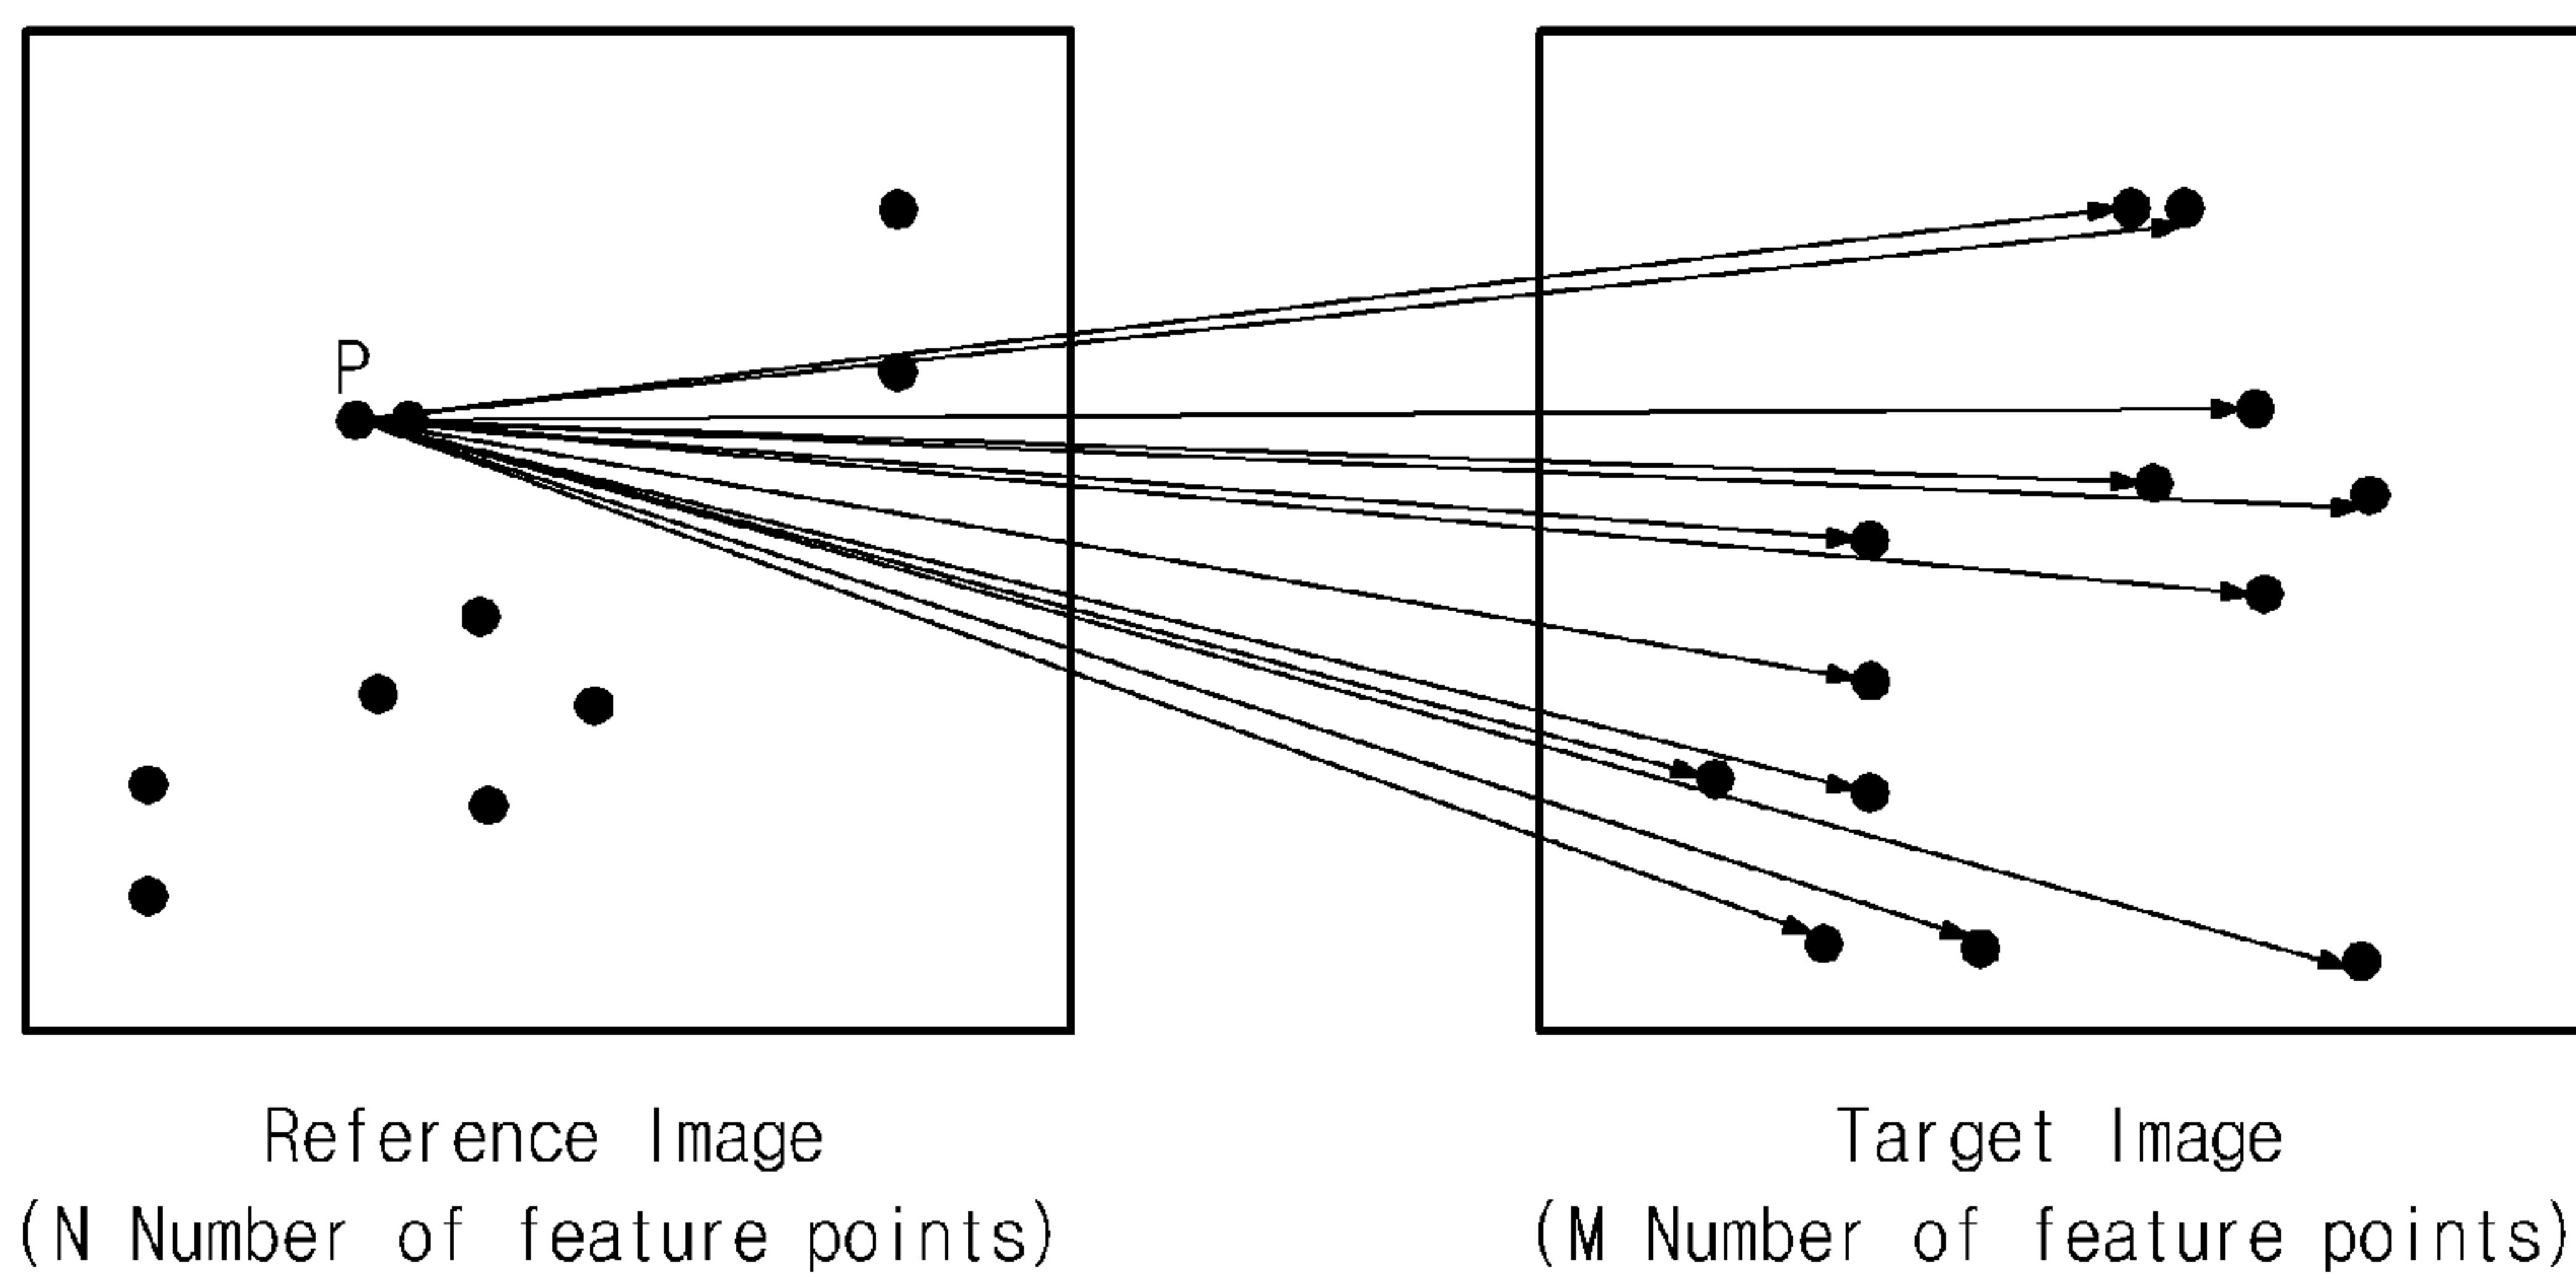 P
Reference Image
(N Number of feature points)
Target Image
(M Number of feature points)